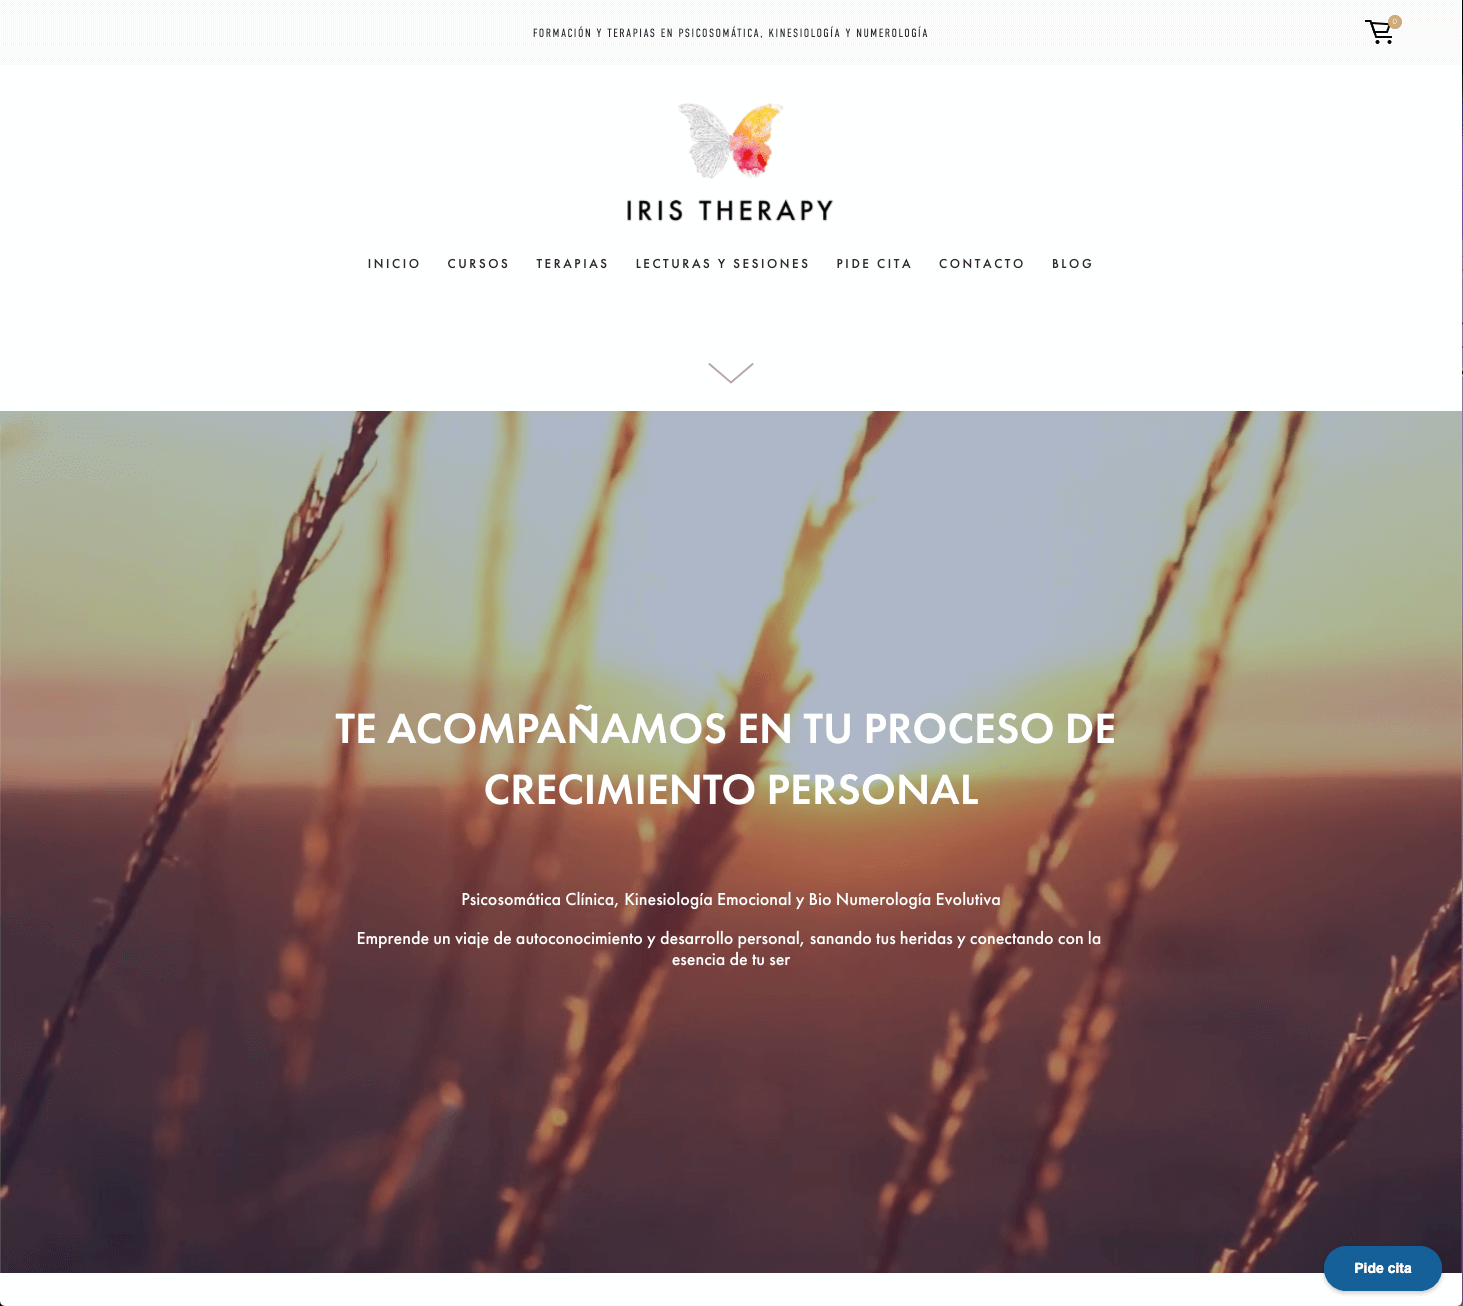 FORMACIÓN Y TERAPIAS EN PSICOSOMÁTICA, KINESIOLOGÍA Y NUMEROLOGÍA
0
IRIS THERAPY
INICIO CURSOS TERAPIAS LECTURAS Y SESIONES PIDE CITA CONTACTO BLOG
TE ACOMPAÑAMOS EN TU PROCESO DE
CRECIMIENTO PERSONAL
Psicosomática Clínica, Kinesiología Emocional y Bio Numerología Evolutiva
Emprende un viaje de autoconocimiento y desarrollo personal, sanando tus heridas y conectando con la
esencia de tu ser
Pide cita